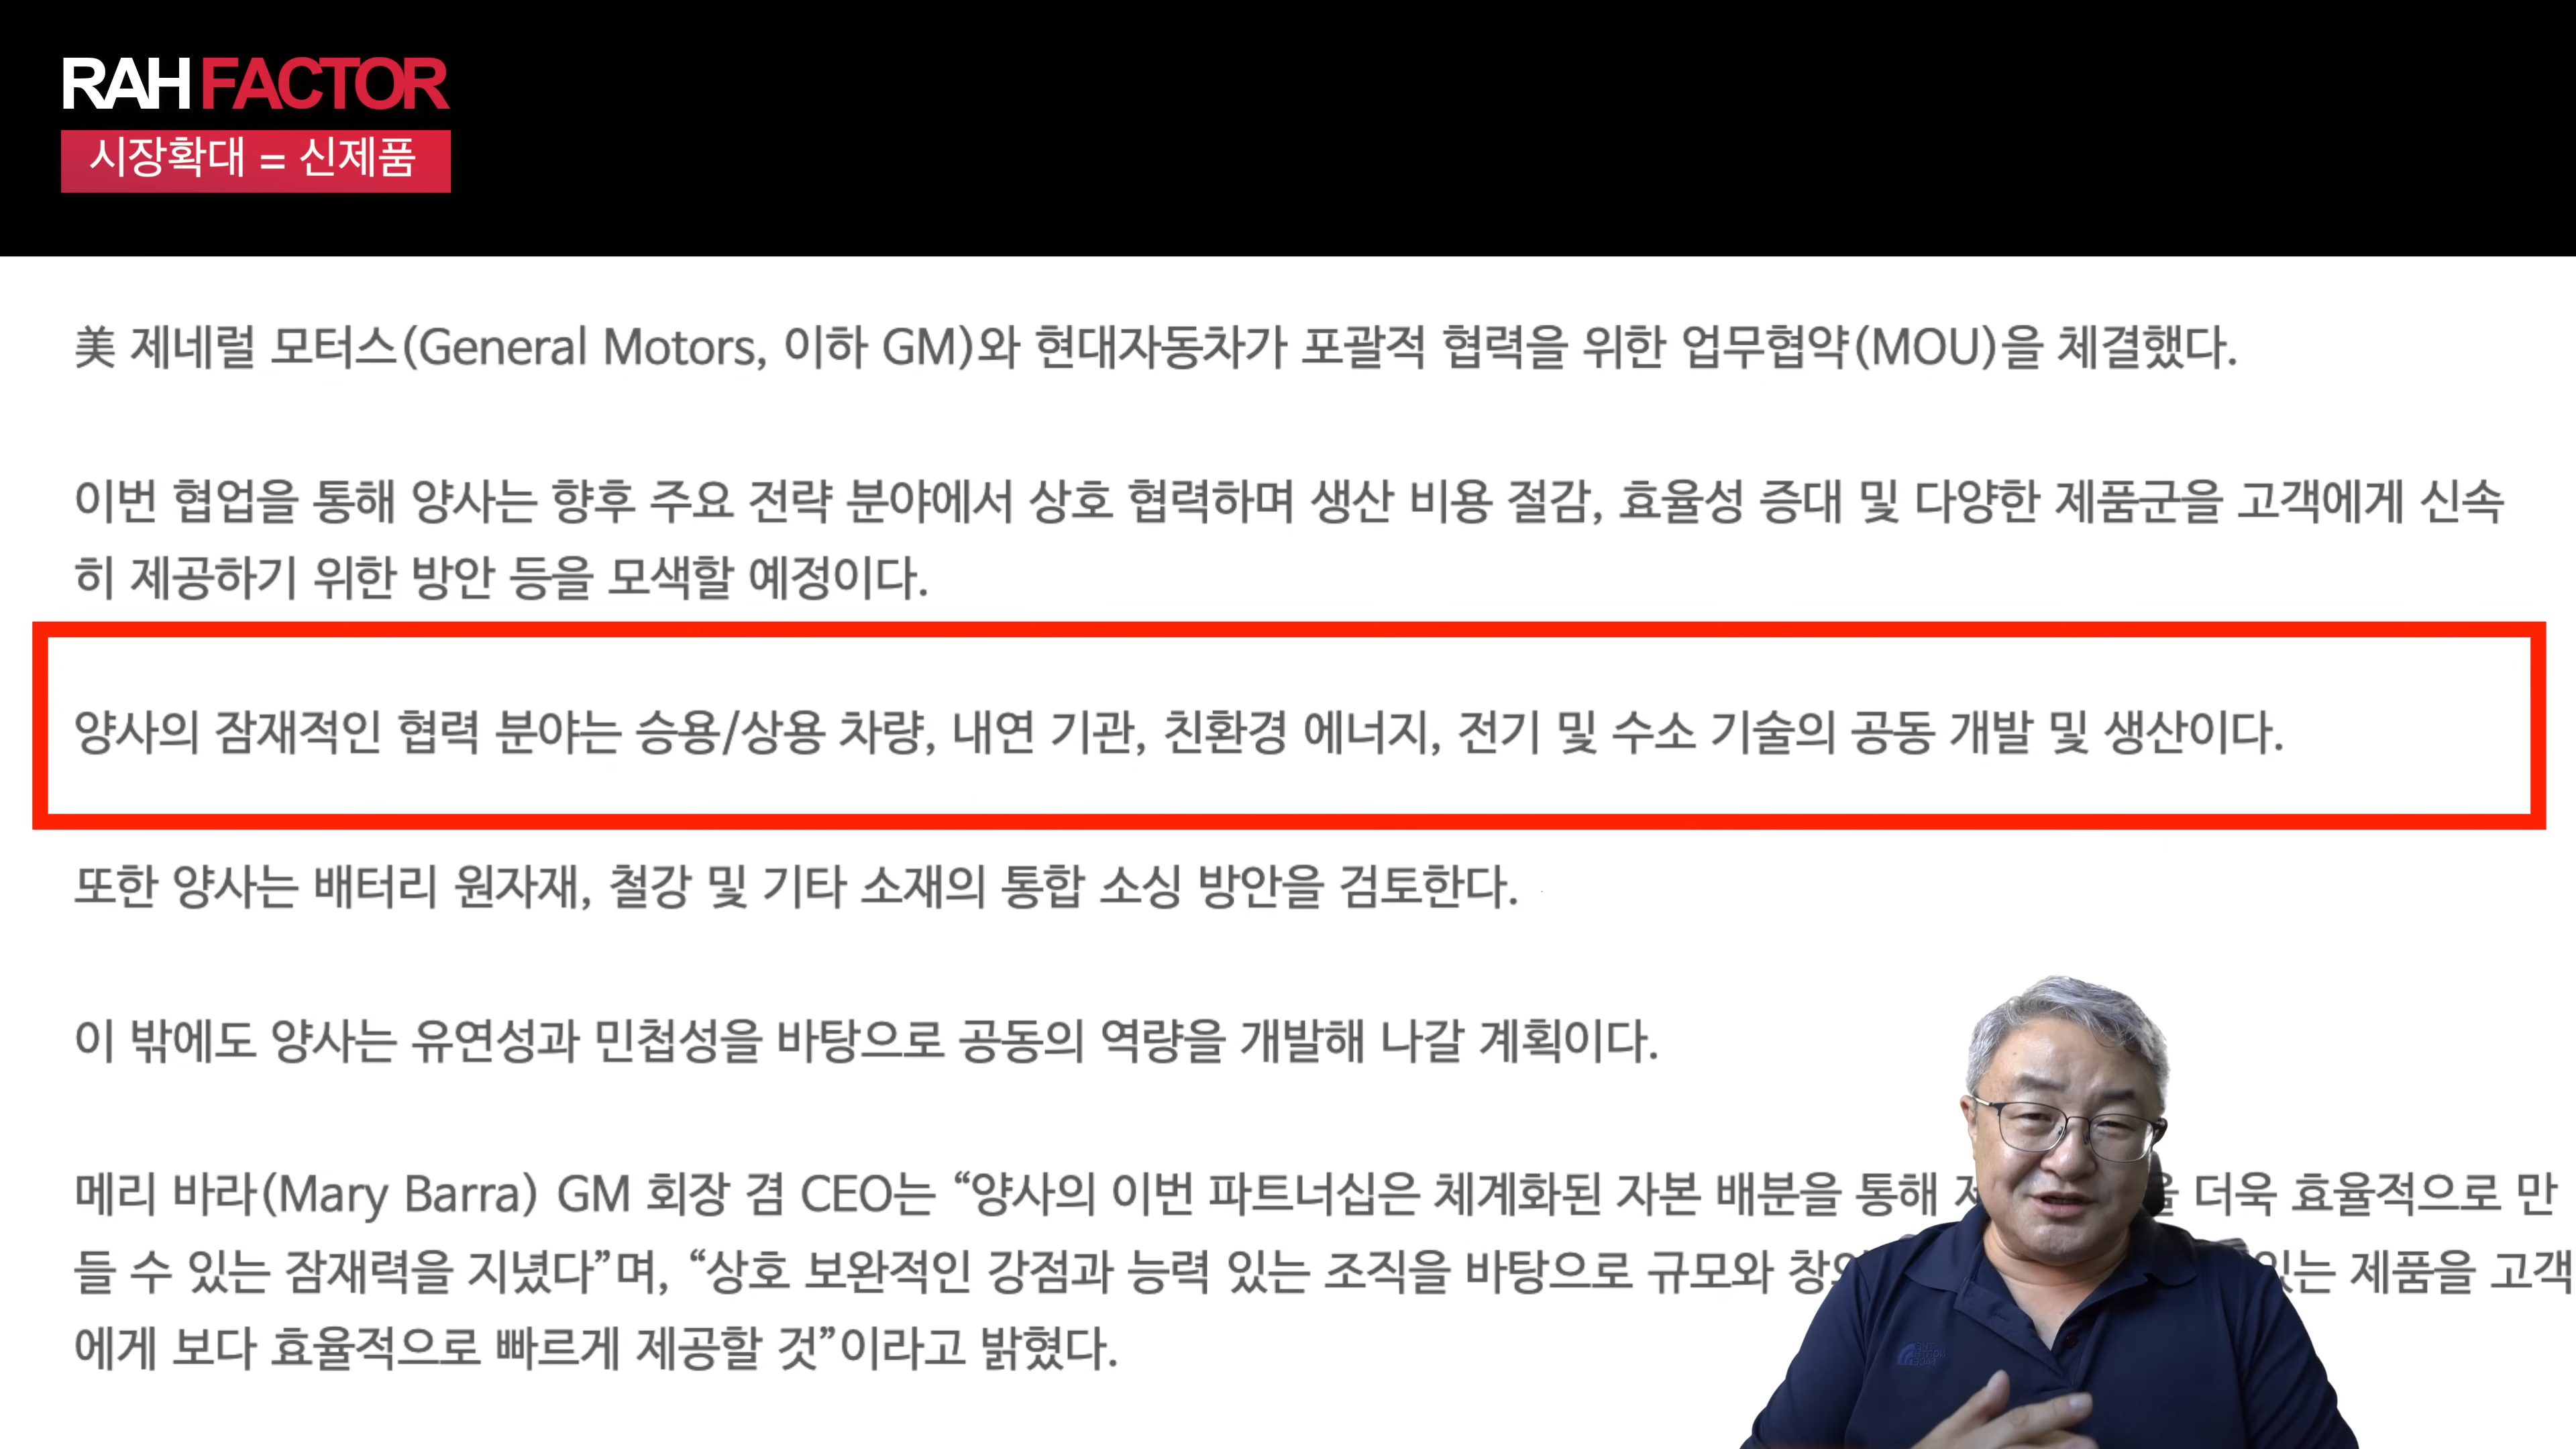 RAH FACTOR
시장확대 = 신제품
美 제네럴 모터스(General Motors, 이하 GM)와 현대자동차가 포괄적 협력을 위한 업무협약(MOU)을 체결했다.
이번 협업을 통해 양사는 향후 주요 전략 분야에서 상호 협력하며 생산 비용 절감, 효율성 증대 및 다양한 제품군을 고객에게 신속
히 제공하기 위한 방안 등을 모색할 예정이다.
양사의 잠재적인 협력 분야는 승용/상용 차량, 내연 기관, 친환경 에너지, 전기 및 수소 기술의 공동 개발 및 생산이다.
또한 양사는 배터리 원자재, 철강 및 기타 소재의 통합 소싱 방안을 검토한다.
이 밖에도 양사는 유연성과 민첩성을 바탕으로 공동의 역량을 개발해 나갈 계획이다.
메리 바라(Mary Barra) GM 회장 겸 CEO는 “양사의 이번 파트너십은 체계화된 자본 배분을 통해 더욱 효율적으로 만
들 수 있는 잠재력을 지녔다”며, “상호 보완적인 강점과 능력 있는 조직을 바탕으로 규모와 있는 제품을 고객
에게 보다 효율적으로 빠르게 제공할 것”이라고 밝혔다.